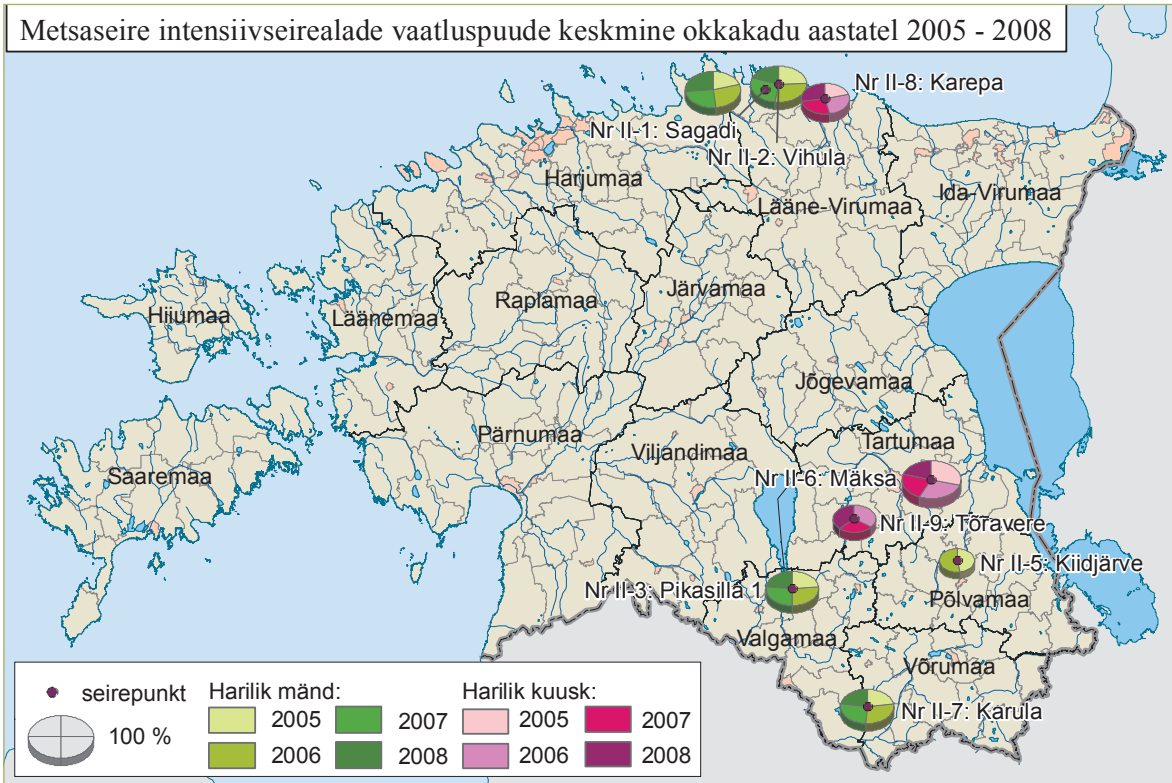 Metsaseire intensiivseirealade vaatluspuude keskmine okkakadu aastatel 2005 - 2008
Nr II-8: Karepa
Nr II-1: Sagadi
Nr II-2: Vihula
Harjumaa
Lääne-Virumaa
Ida-Virumaa
Hiiumaa
Läänemaa
Raplamaa
Järvamaa
Jõgevamaa
Pärnumaa
Tartumaa
Viljandimaa
Saaremaa
Nr II-6: Mäksa
Nr II-9: Tõravere
Nr II-5: Kiidjärve
Nr II-3: Pikasilla 1
Põlvamaa
Valgamaa
Võrumaa
Nr II-7: Karula
seirepunkt
100 %
Harilik mänd:
2005
2007
2006
2008
Harilik kuusk:
2005
2007
2006
2008